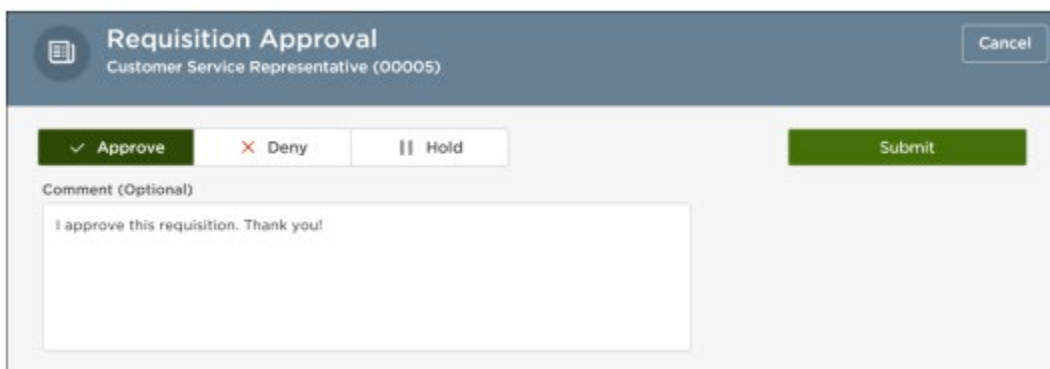 Requisition Approval
Cancel
Customer Service Representative (00005)
Approve
Deny
Hold
Submit
Comment (Optional)
I approve this requisition. Thank you!